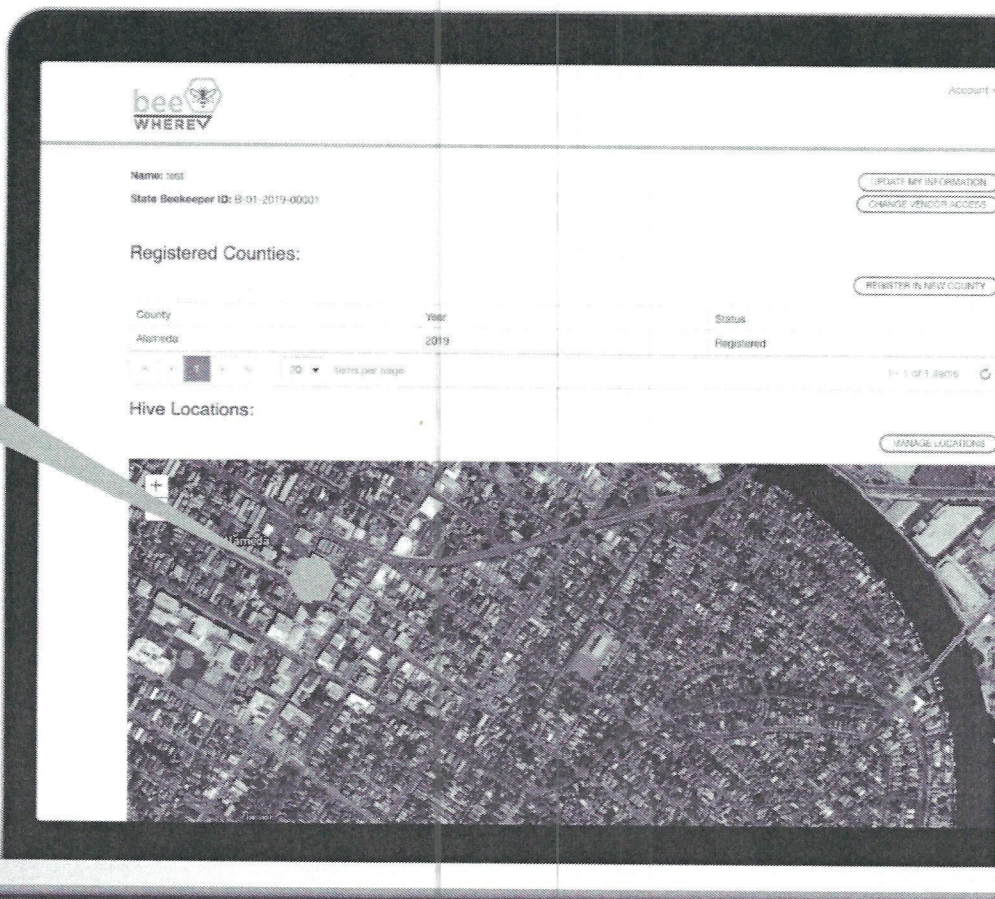 bee
WHERE
Account
Name: test
State Beekeeper ID: B-01-2019-00001
UPDATE MY INFORMATION
CHANGE VENDOR ACCESS
Registered Counties:
REGISTER IN NEW COUNTY
County Year Status
Alameda 2019 Registered
1 20 items per page 1 - 1 of 1 items
Hive Locations:
MANAGE LOCATIONS
+
Alameda